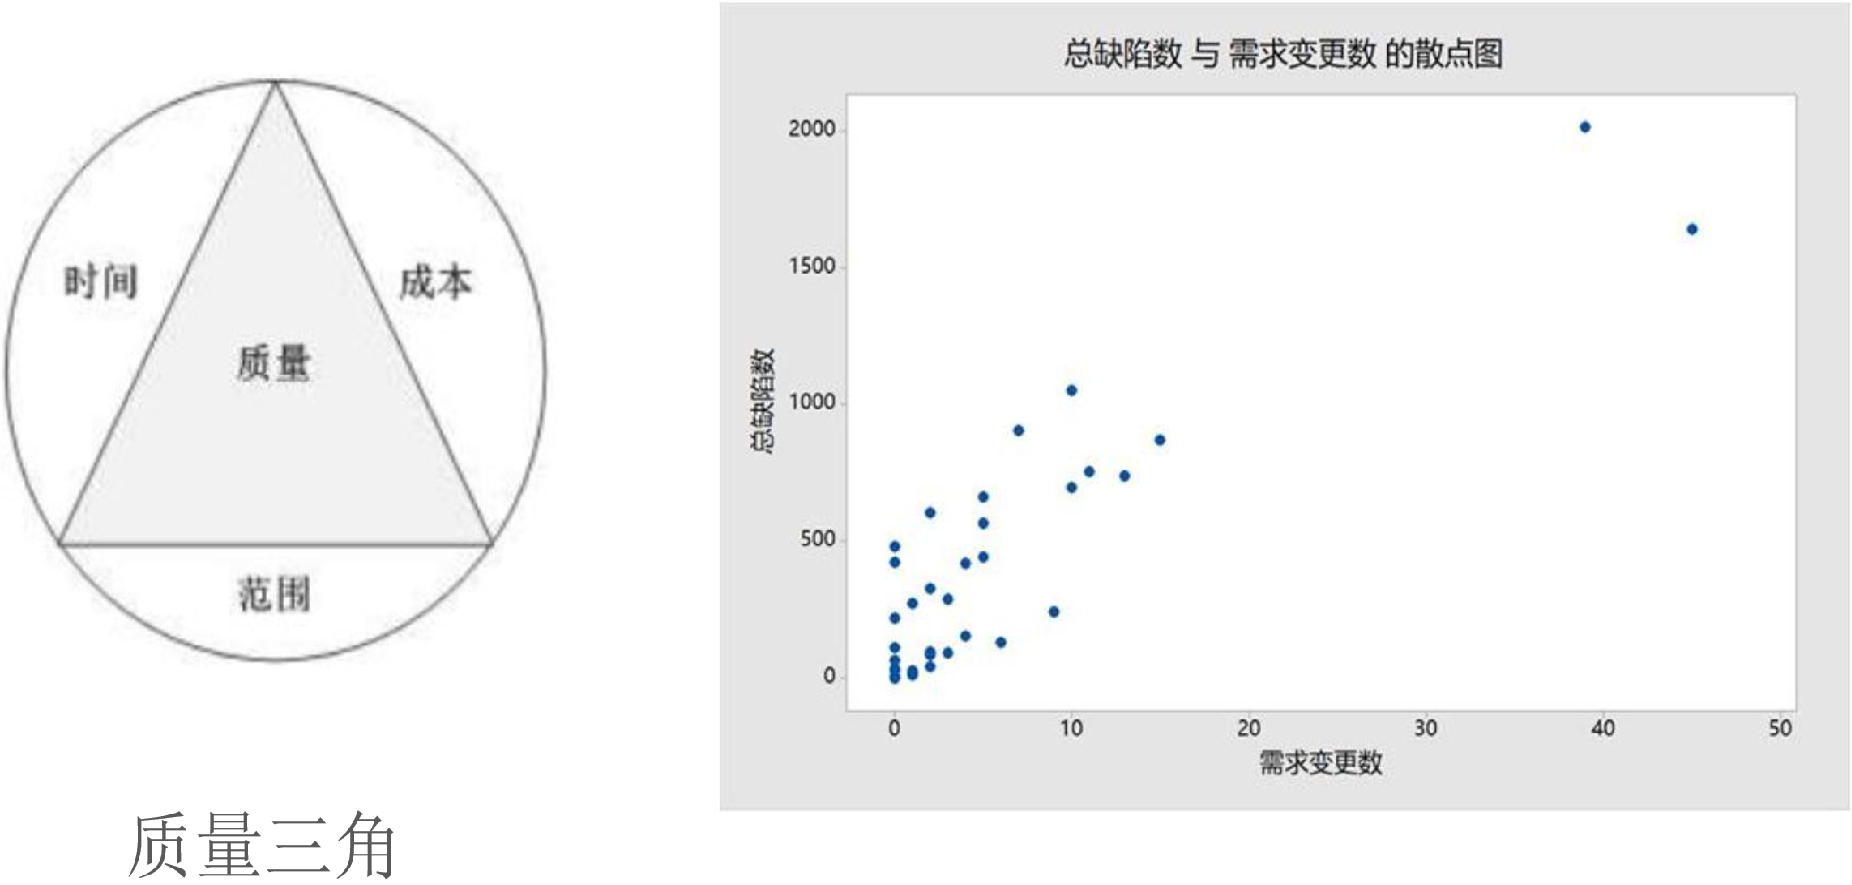 时间
成本
质量
范围
质量三角
总缺陷数 与 需求变更数 的散点图
总缺陷数
2000
1500
1000
500
0
0 10 20 30 40 50
需求变更数